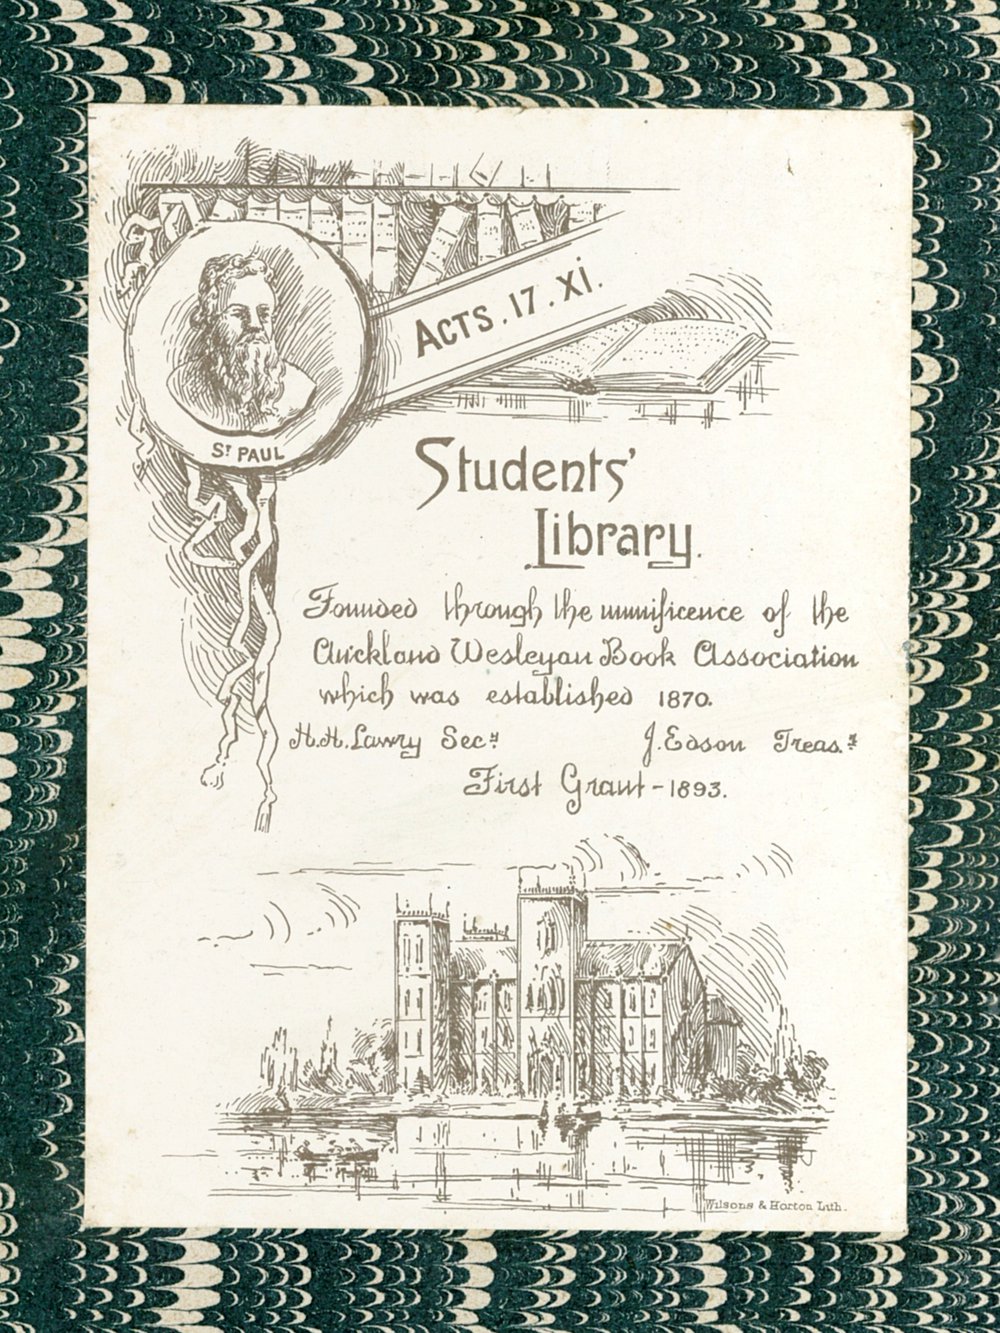 ACTS. 17. XI.
ST PAUL
Students'
Library.
Founded through the munificence of the
Auckland Wesleyan Book Association
which was established 1870.
H.H. Lawry Secy J. Edson Treasr
First Grant - 1893.
Wilsons & Horton Lith.